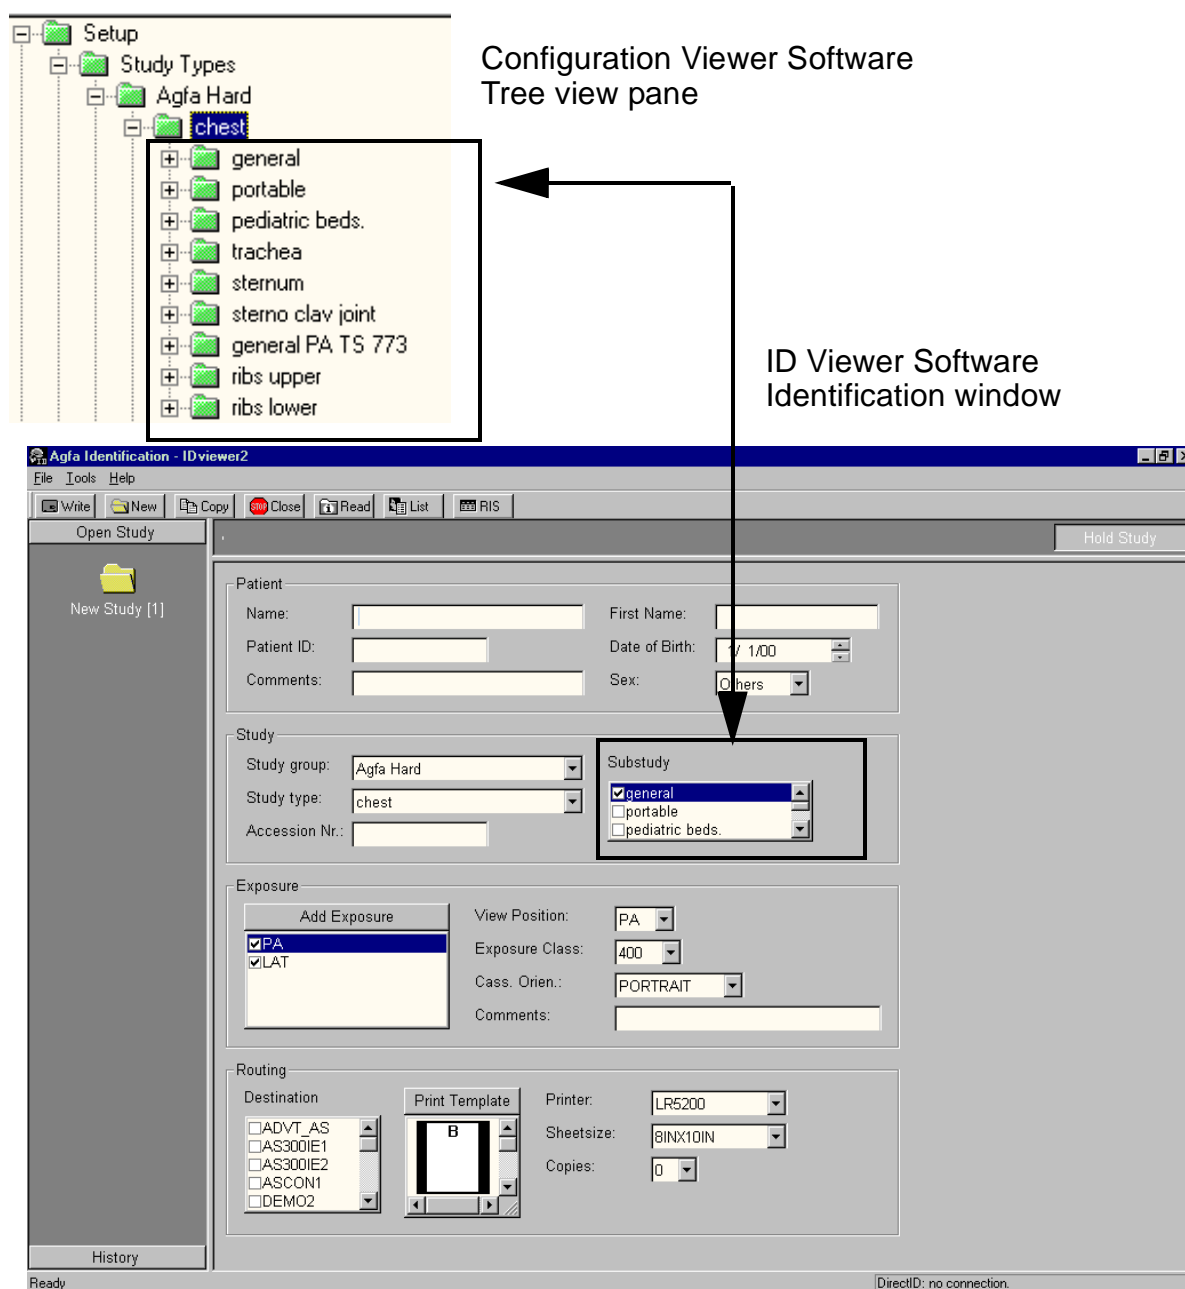 Setup
Study Types
Agfa Hard
chest
general
portable
pediatric beds.
trachea
sternum
sterno clav joint
general PA TS 773
ribs upper
ribs lower
Configuration Viewer Software
Tree view pane
ID Viewer Software
Identification window
Agfa Identification - IDviewer2
File Tools Help
Write New Copy STOP Close Read List RIS
Open Study
Hold Study
New Study [1]
Patient
Name: First Name:
Patient ID: Date of Birth: 1/ 1/00
Comments: Sex: Others
Study
Study group: Agfa Hard
Study type: chest
Accession Nr.:
Substudy
general
portable
pediatric beds.
Exposure
Add Exposure
PA
LAT
View Position: PA
Exposure Class: 400
Cass. Orien.: PORTRAIT
Comments:
Routing
Destination
ADVT_AS
AS300IE1
AS300IE2
ASCON1
DEMO2
Print Template
B
Printer: LR5200
Sheetsize: 8INX10IN
Copies: 0
History
Ready
DirectID: no connection.